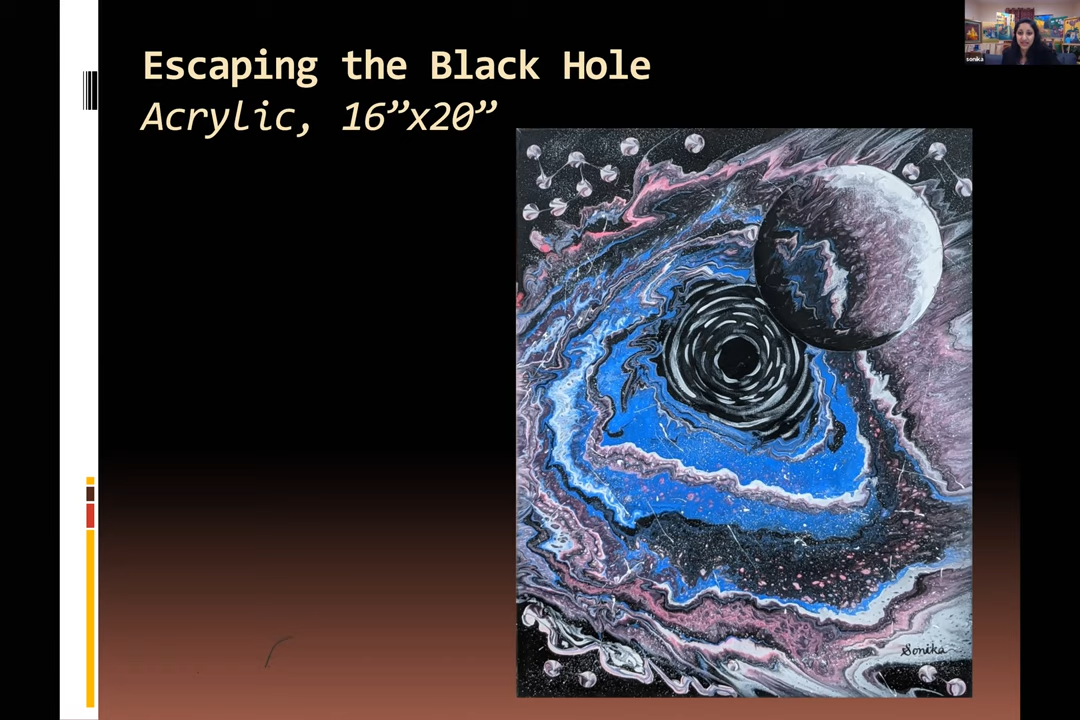 Escaping the Black Hole
Acrylic, 16”x20”
sonika
Sonika